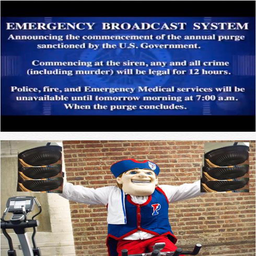 EMERGENCY BROADCAST SYSTEM
Announcing the commencement of the annual purge
sanctioned by the U.S. Government.
Commencing at the siren, any and all crime
(including murder) will be legal for 12 hours.
Police, fire, and Emergency Medical services will be
unavailable until tomorrow morning at 7:00 a.m.
When the purge concludes.
P